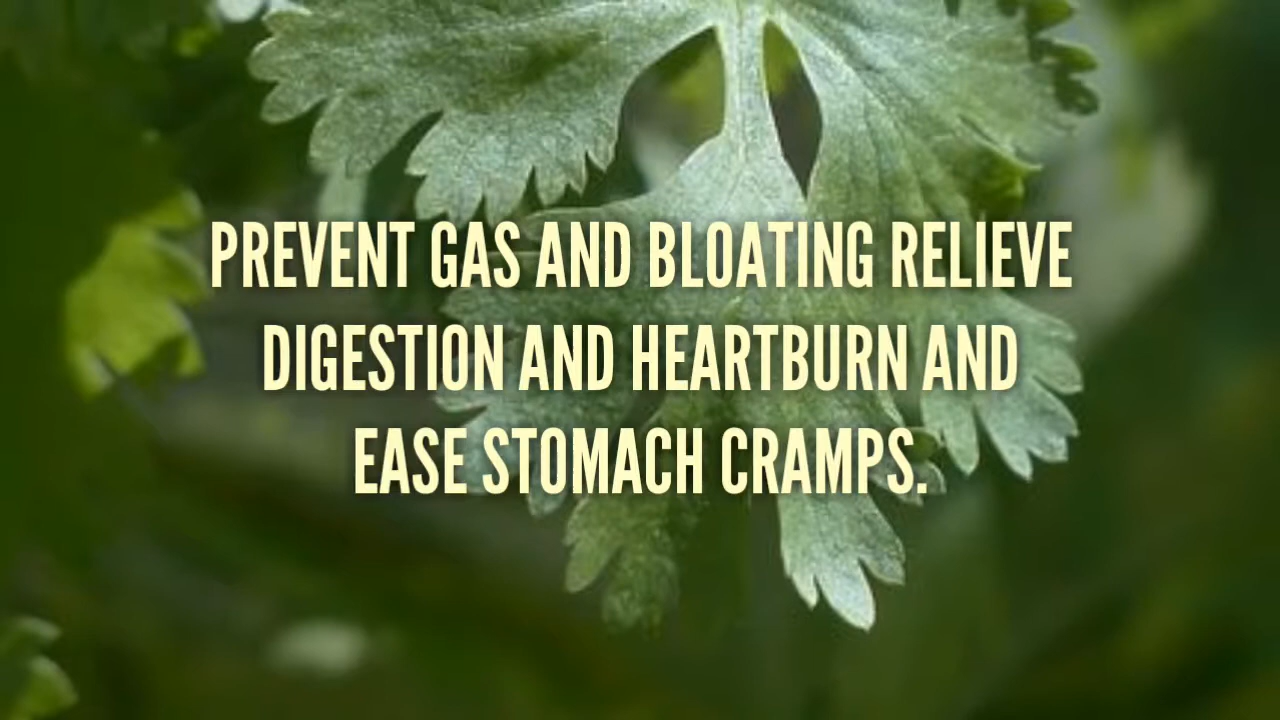 PREVENT GAS AND BLOATING RELIEVE
DIGESTION AND HEARTBURN AND
EASE STOMACH CRAMPS.